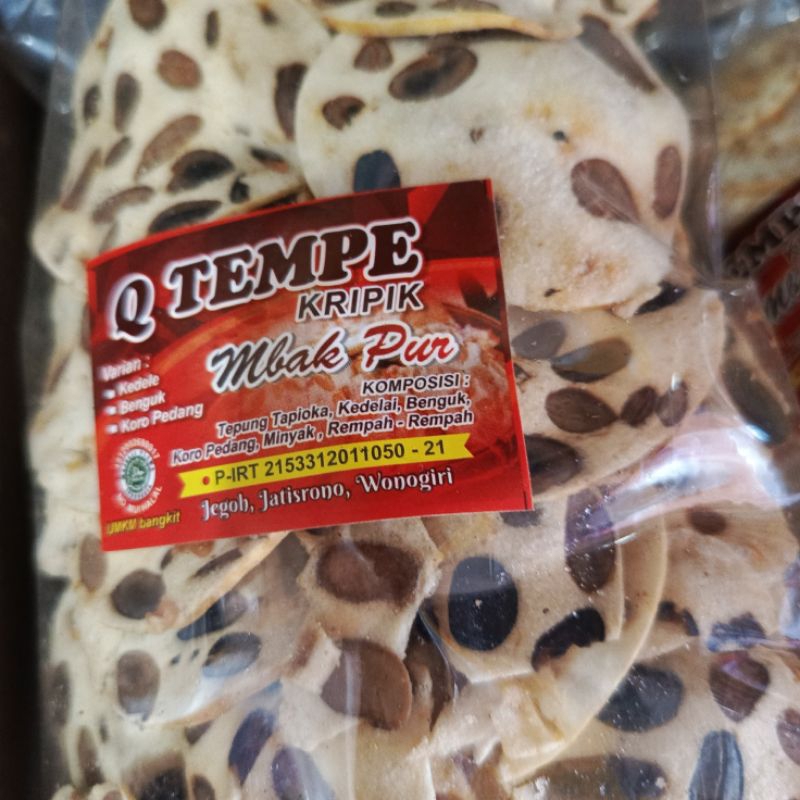 Q TEMPE
KRIPIK
Mbak Pur
Varian :
Kedele
Benguk
Koro Pedang
KOMPOSISI :
Tepung Tapioka, Kedelai, Benguk,
Koro Pedang, Minyak, Rempah - Rempah
P-IRT 2153312011050 - 21
Jegoh, Jatisrono, Wonogiri
UMKM bangkit